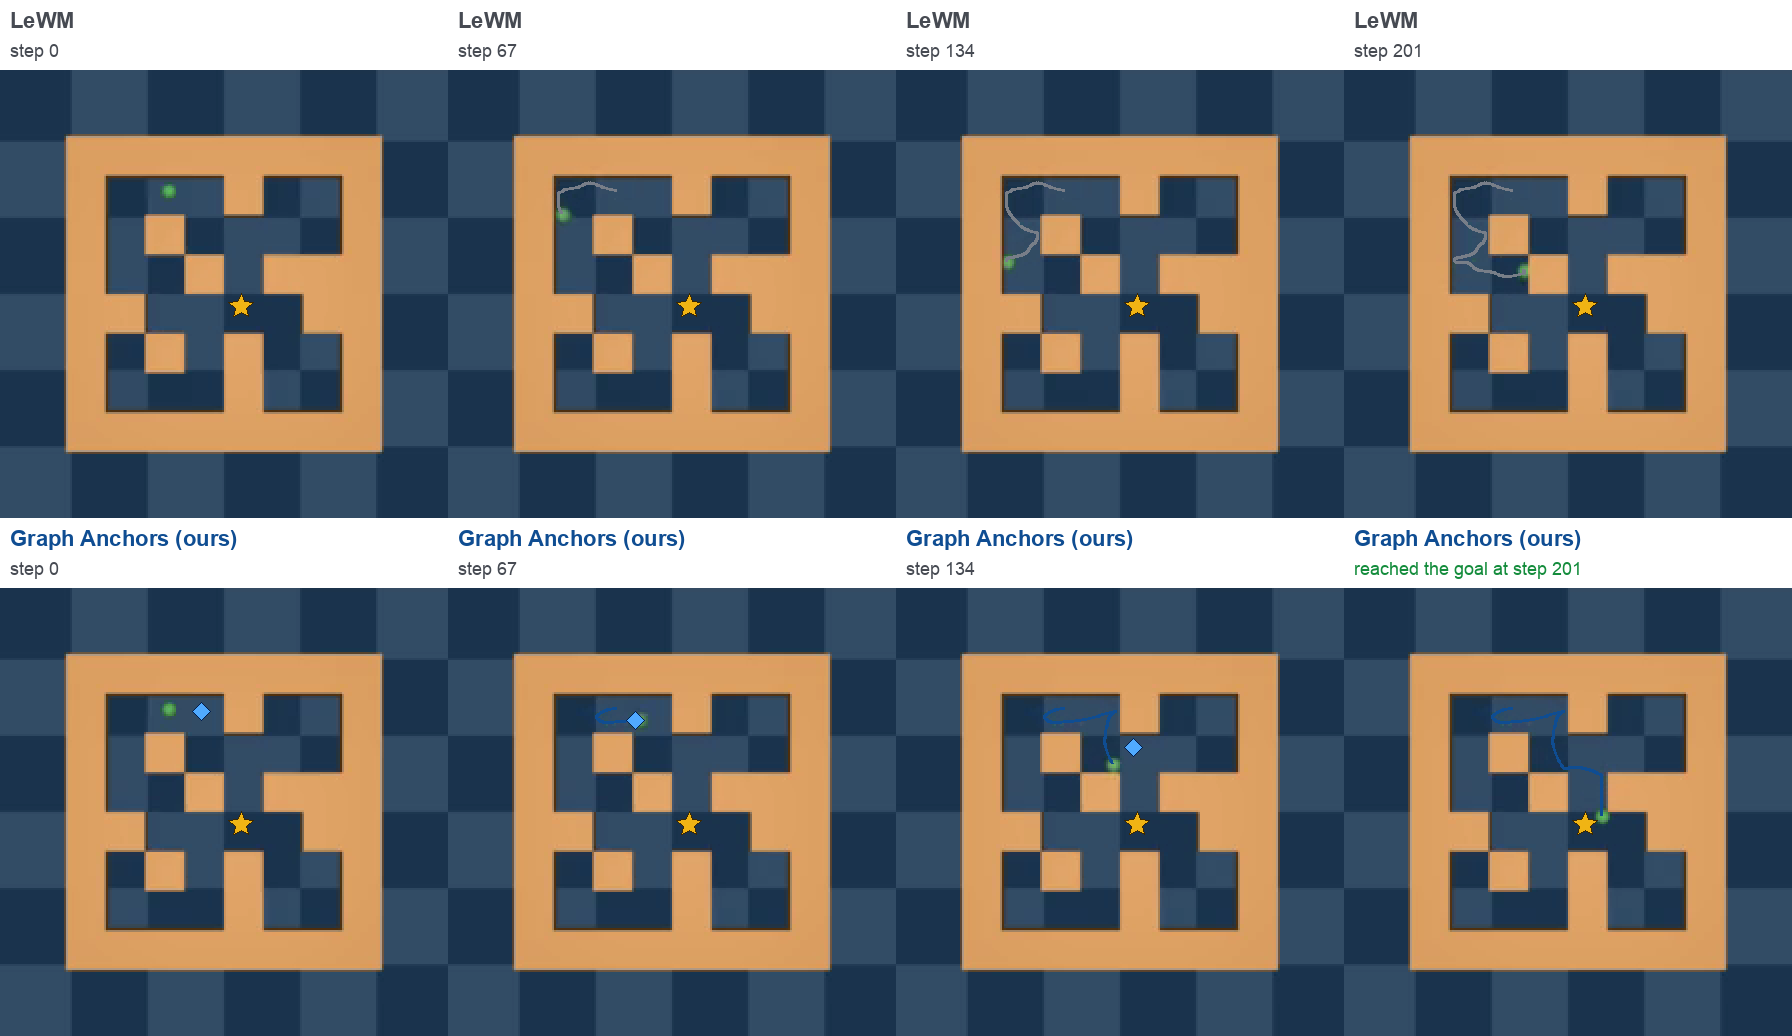 LeWM
step 0
LeWM
step 67
LeWM
step 134
LeWM
step 201
Graph Anchors (ours)
step 0
Graph Anchors (ours)
step 67
Graph Anchors (ours)
step 134
Graph Anchors (ours)
reached the goal at step 201